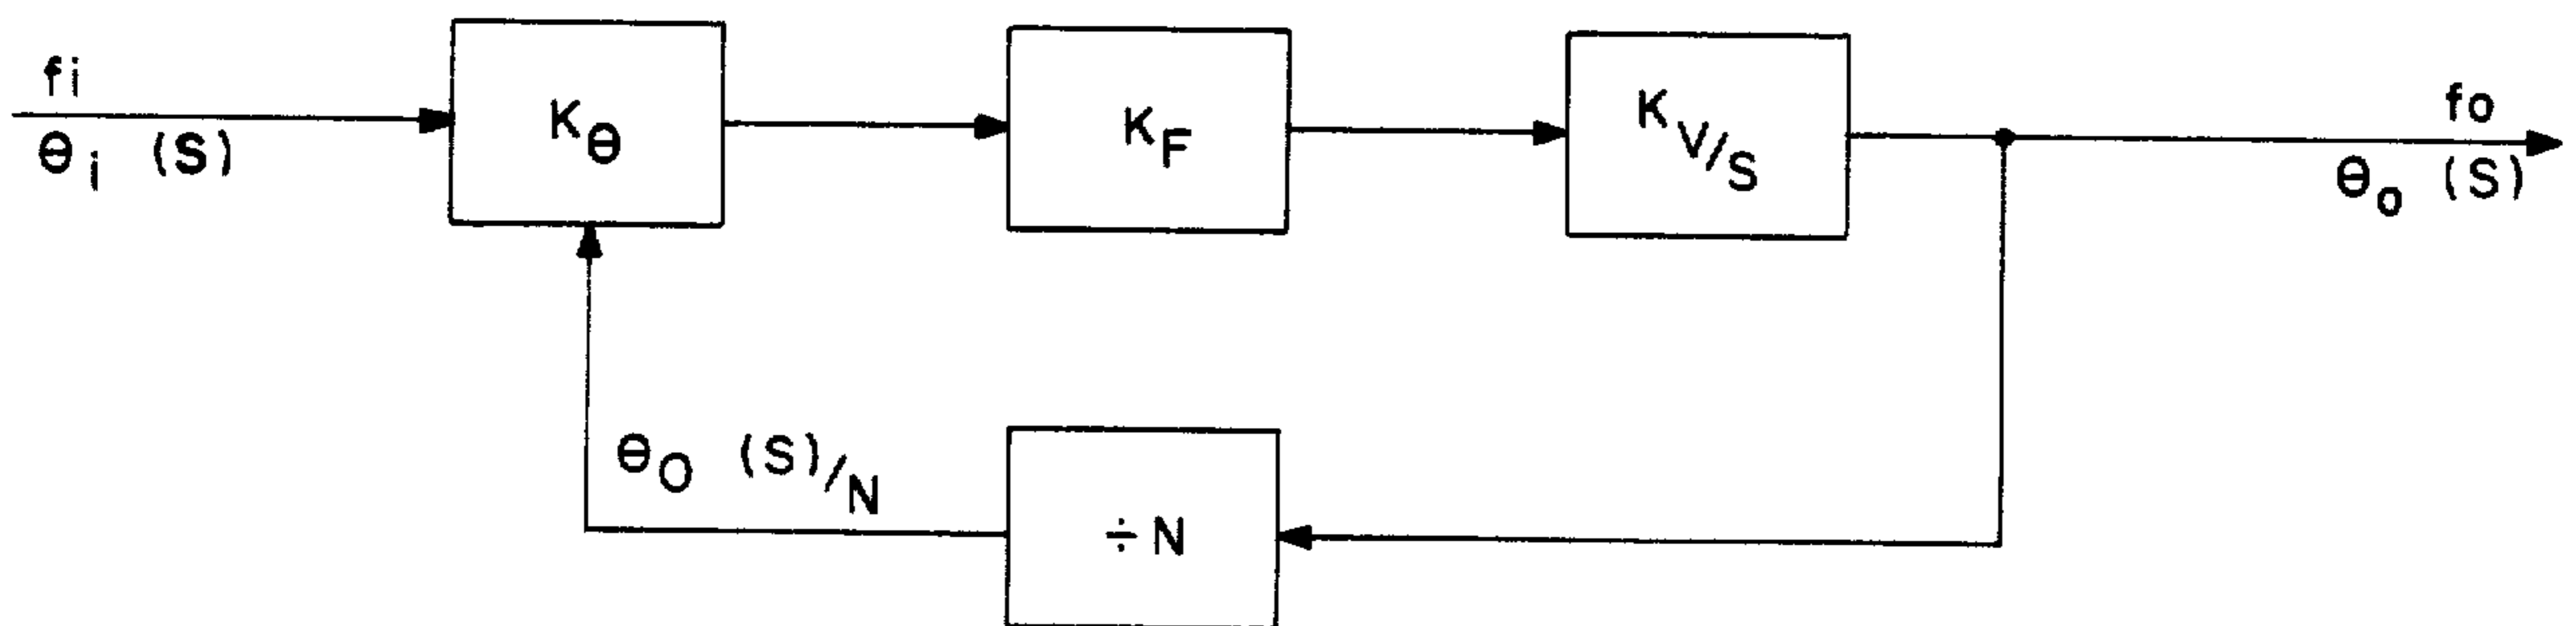 fi
θi (S)
Kθ
KF
KV/S
fo
θo (S)
θO (S)/N
÷N